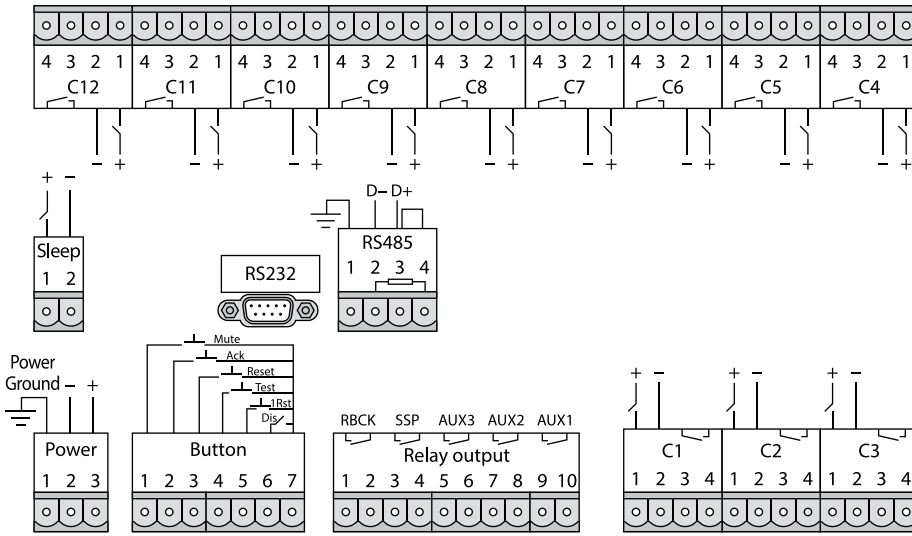 4 3 2 1 4 3 2 1 4 3 2 1 4 3 2 1 4 3 2 1 4 3 2 1 4 3 2 1 4 3 2 1 4 3 2 1
C12 C11 C10 C9 C8 C7 C6 C5 C4
− + − + − + − + − + − + − + − + − +
+ −
Sleep
1 2
RS232
D− D+
RS485
1 2 3 4
Power
Ground − +
Power
1 2 3
Mute
Ack
Reset
Test
1Rst
Dis
Button
1 2 3 4 5 6 7
RBCK SSP AUX3 AUX2 AUX1
Relay output
1 2 3 4 5 6 7 8 9 10
+ − + − + −
C1 C2 C3
1 2 3 4 1 2 3 4 1 2 3 4